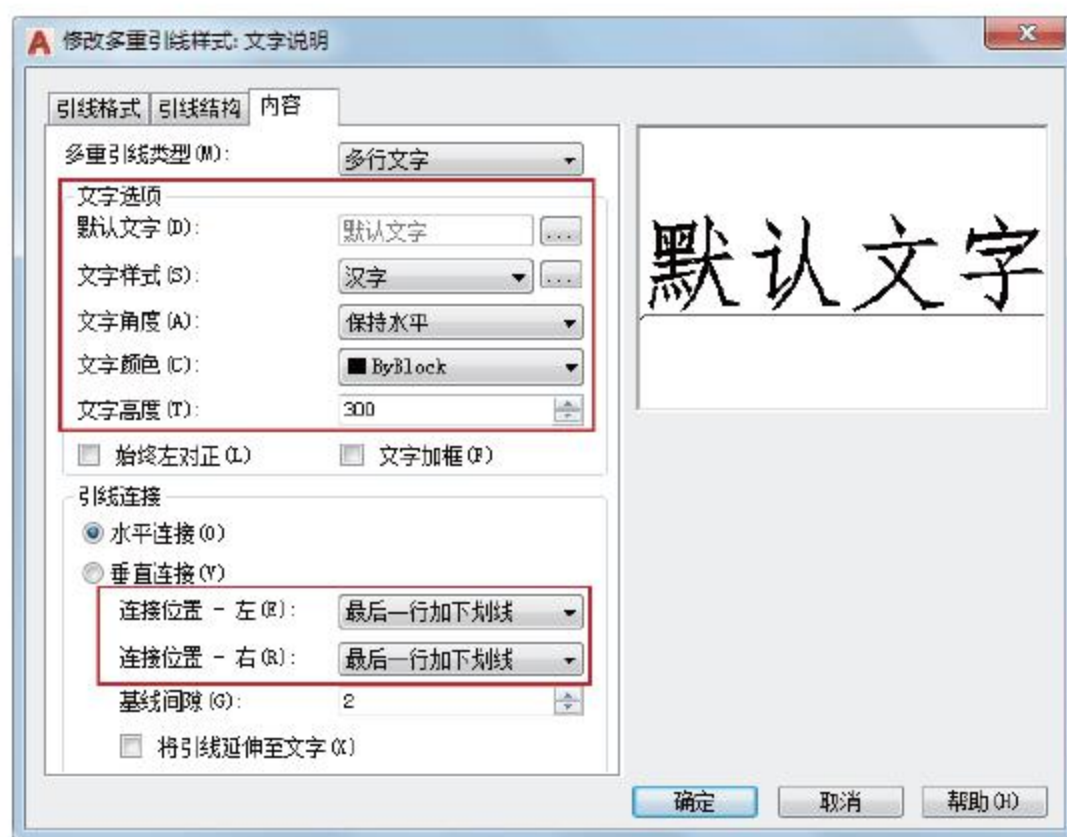 修改多重引线样式: 文字说明
引线格式 引线结构 内容
多重引线类型(M): 多行文字
文字选项
默认文字(D): 默认文字 ...
文字样式(S): 汉字 ...
文字角度(A): 保持水平
文字颜色(C): ByBlock
文字高度(T): 300
始终左对正(L) 文字加框(F)
引线连接
水平连接(O)
垂直连接(V)
连接位置 - 左(E): 最后一行加下划线
连接位置 - 右(R): 最后一行加下划线
基线间隙(G): 2
将引线延伸至文字(X)
默认文字
确定 取消 帮助(H)